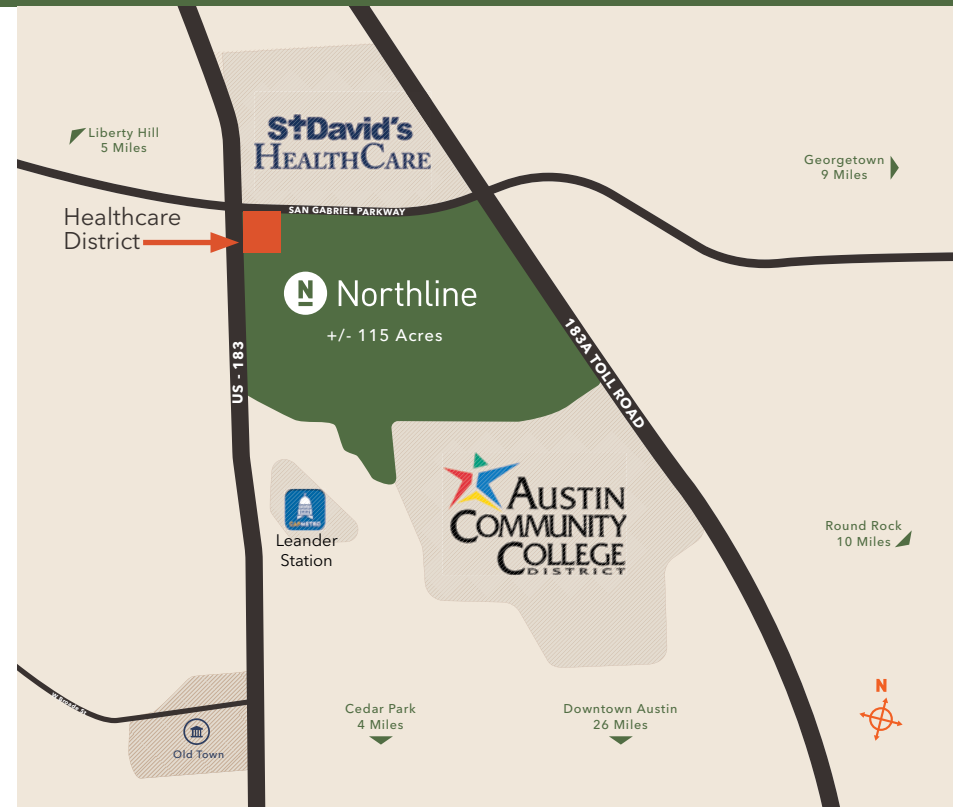 St David's
HEALTHCARE
Liberty Hill
5 Miles
Georgetown
9 Miles
SAN GABRIEL PARKWAY
Healthcare
District
N Northline
+/- 115 Acres
US - 183
183A TOLL ROAD
AUSTIN
COMMUNITY
COLLEGE
DISTRICT
METRO
Leander
Station
Round Rock
10 Miles
N
Cedar Park
4 Miles
Downtown Austin
26 Miles
Old Town